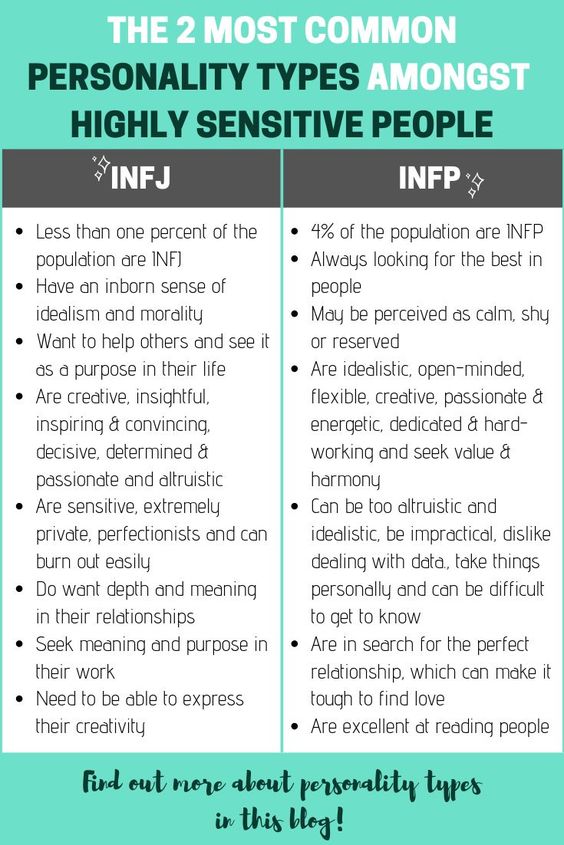 THE 2 MOST COMMON
PERSONALITY TYPES AMONGST
HIGHLY SENSITIVE PEOPLE
INFJ
• Less than one percent of the
population are INFJ
• Have an inborn sense of
idealism and morality
• Want to help others and see it
as a purpose in their life
• Are creative, insightful,
inspiring & convincing,
decisive, determined &
passionate and altruistic
• Are sensitive, extremely
private, perfectionists and can
burn out easily
• Do want depth and meaning
in their relationships
• Seek meaning and purpose in
their work
• Need to be able to express
their creativity
INFP
• 4% of the population are INFP
• Always looking for the best in
people
• May be perceived as calm, shy
or reserved
• Are idealistic, open-minded,
flexible, creative, passionate &
energetic, dedicated & hard-
working and seek value &
harmony
• Can be too altruistic and
idealistic, be impractical, dislike
dealing with data., take things
personally and can be difficult
to get to know
• Are in search for the perfect
relationship, which can make it
tough to find love
• Are excellent at reading people
Find out more about personality types
in this blog!